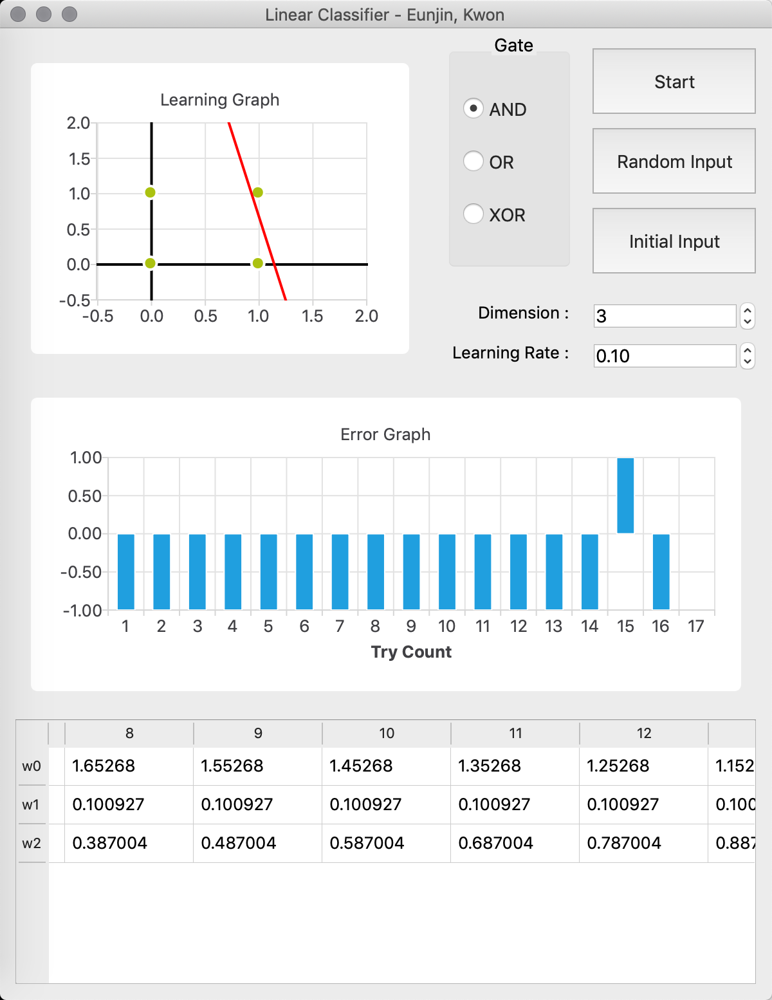 Linear Classifier - Eunjin, Kwon
Learning Graph
2.0
1.5
1.0
0.5
0.0
-0.5
-0.5 0.0 0.5 1.0 1.5 2.0
Gate
AND
OR
XOR
Start
Random Input
Initial Input
Dimension : 3
Learning Rate : 0.10
Error Graph
1.00
0.50
0.00
-0.50
-1.00
1 2 3 4 5 6 7 8 9 10 11 12 13 14 15 16 17
Try Count
8 9 10 11 12
w0 1.65268 1.55268 1.45268 1.35268 1.25268 1.152
w1 0.100927 0.100927 0.100927 0.100927 0.100927 0.100
w2 0.387004 0.487004 0.587004 0.687004 0.787004 0.887